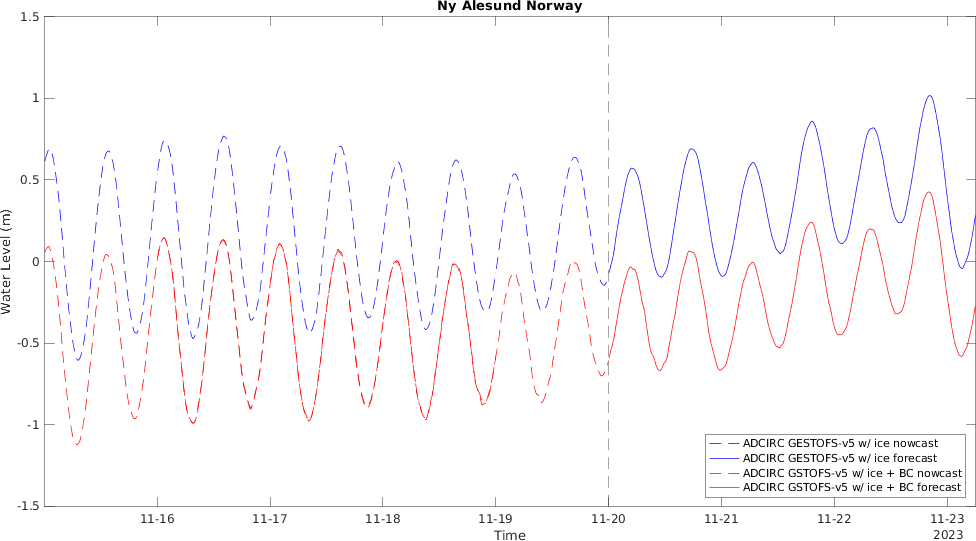 Ny Alesund Norway
1.5
1
0.5
0
-0.5
-1
-1.5
Water Level (m)
11-16
11-17
11-18
11-19
11-20
11-21
11-22
11-23
2023
Time
ADCIRC GESTOFS-v5 w/ ice nowcast
ADCIRC GESTOFS-v5 w/ ice forecast
ADCIRC GSTOFS-v5 w/ ice + BC nowcast
ADCIRC GSTOFS-v5 w/ ice + BC forecast